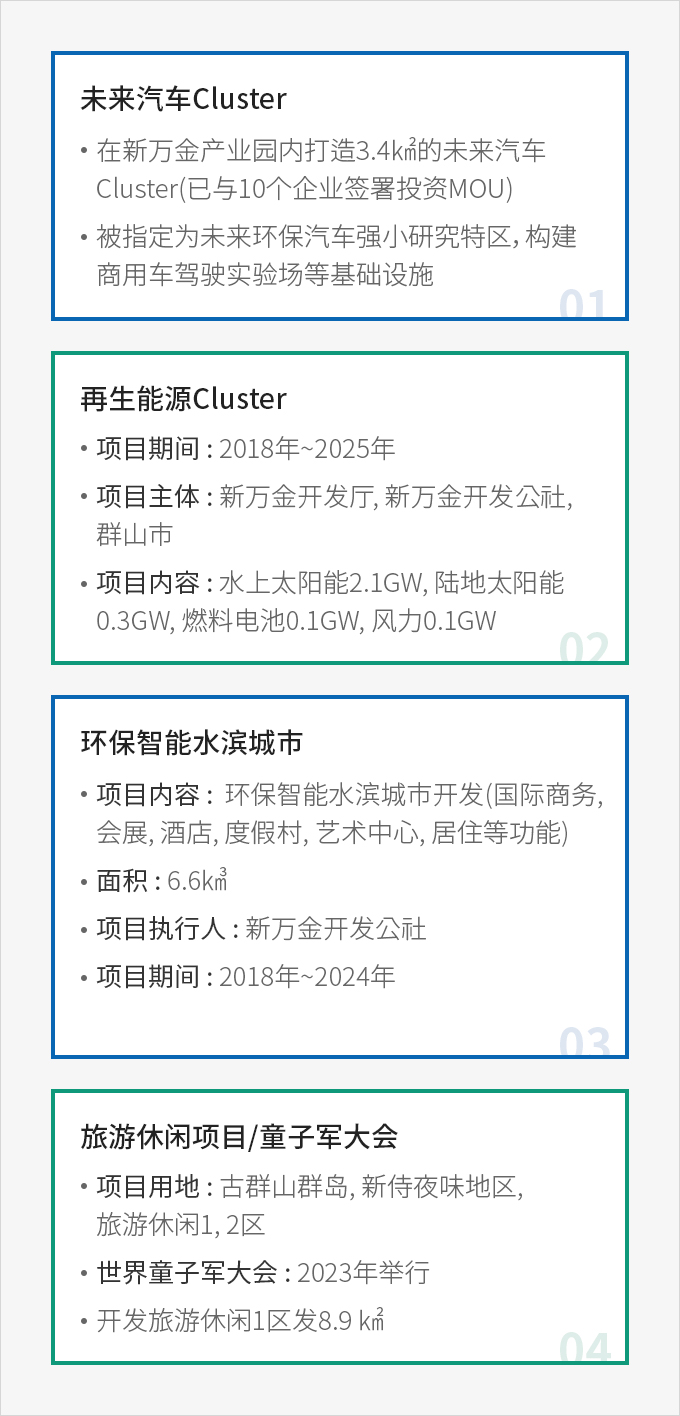 未来汽车Cluster
• 在新万金产业园内打造3.4k㎡的未来汽车
Cluster(已与10个企业签署投资MOU)
• 被指定为未来环保汽车强小研究特区，构建
商用车驾驶实验场等基础设施
01
再生能源Cluster
• 项目期间 : 2018年~2025年
• 项目主体 : 新万金开发厅, 新万金开发公社,
群山市
• 项目内容 : 水上太阳能2.1GW, 陆地太阳能
0.3GW, 燃料电池0.1GW, 风力0.1GW
02
环保智能水滨城市
• 项目内容 : 环保智能水滨城市开发(国际商务,
会展, 酒店, 度假村, 艺术中心, 居住等功能)
• 面积 : 6.6k㎥
• 项目执行人 : 新万金开发公社
• 项目期间 : 2018年~2024年
03
旅游休闲项目/童子军大会
• 项目用地 : 古群山群岛, 新侍夜味地区,
旅游休闲1, 2区
• 世界童子军大会 : 2023年举行
• 开发旅游休闲1区发8.9 k㎡
04